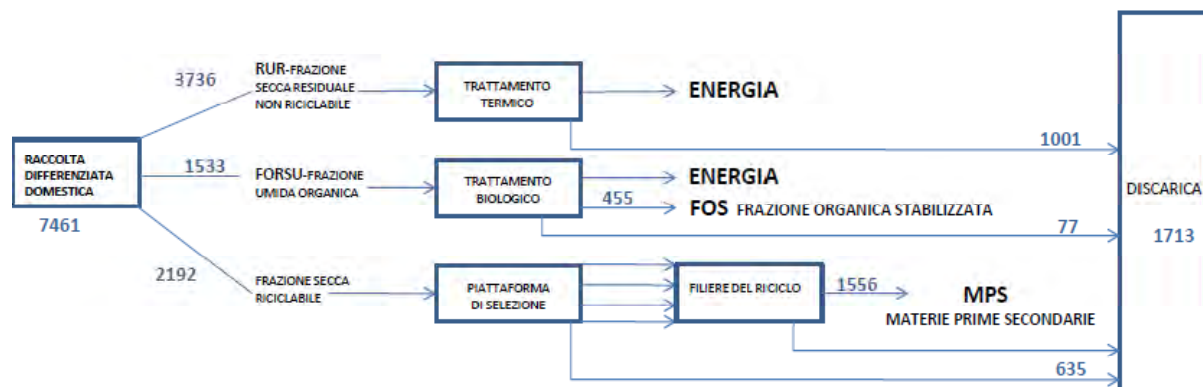 3736
RUR-FRAZIONE
SECCA RESIDUALE
NON RICICLABILE
TRATTAMENTO
TERMICO
ENERGIA
1001
RACCOLTA
DIFFERENZIATA
DOMESTICA
7461
1533
FORSU-FRAZIONE
UMIDA ORGANICA
TRATTAMENTO
BIOLOGICO
ENERGIA
455
FOS FRAZIONE ORGANICA STABILIZZATA
77
DISCARICA
1713
2192
FRAZIONE SECCA
RICICLABILE
PIATTAFORMA
DI SELEZIONE
FILIERE DEL RICICLO
1556
MPS
MATERIE PRIME SECONDARIE
635